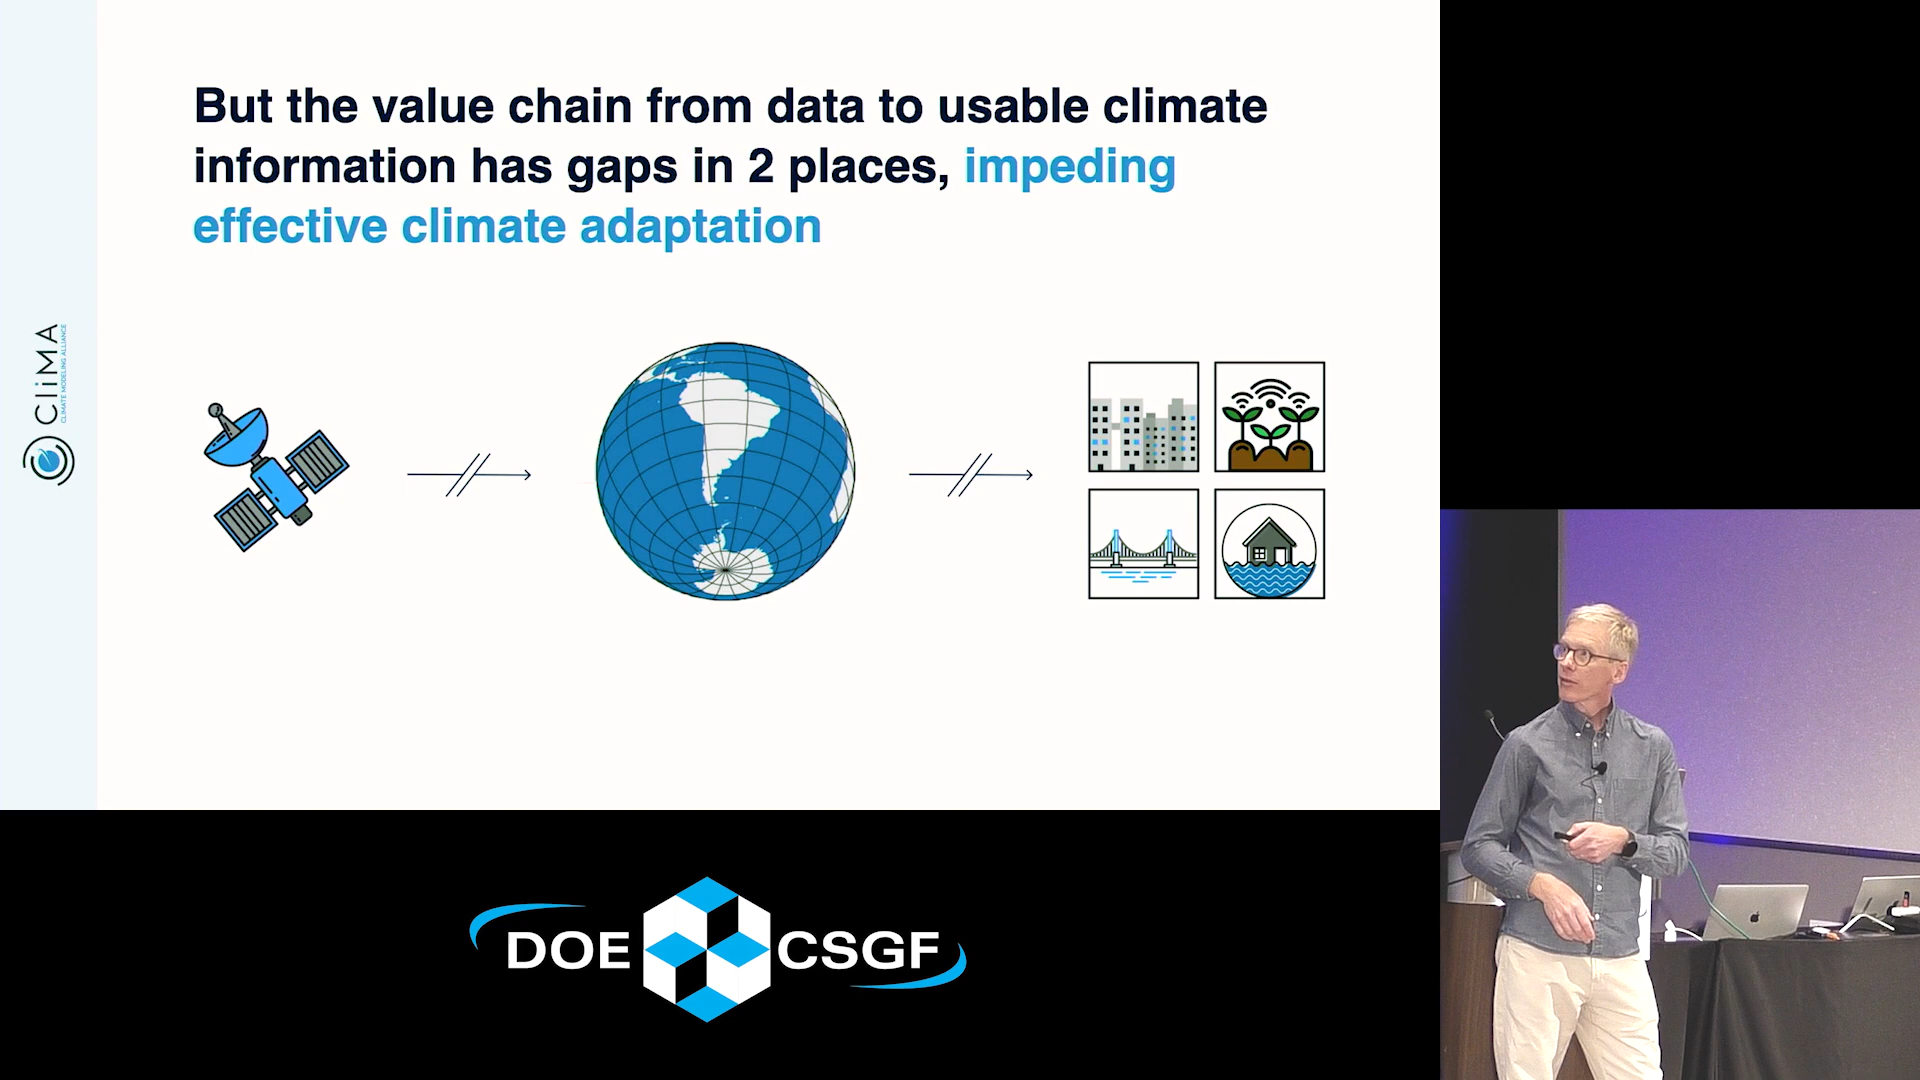 But the value chain from data to usable climate
information has gaps in 2 places, impeding
effective climate adaptation
CliMA
CLIMATE MODELING ALLIANCE
DOE CSGF